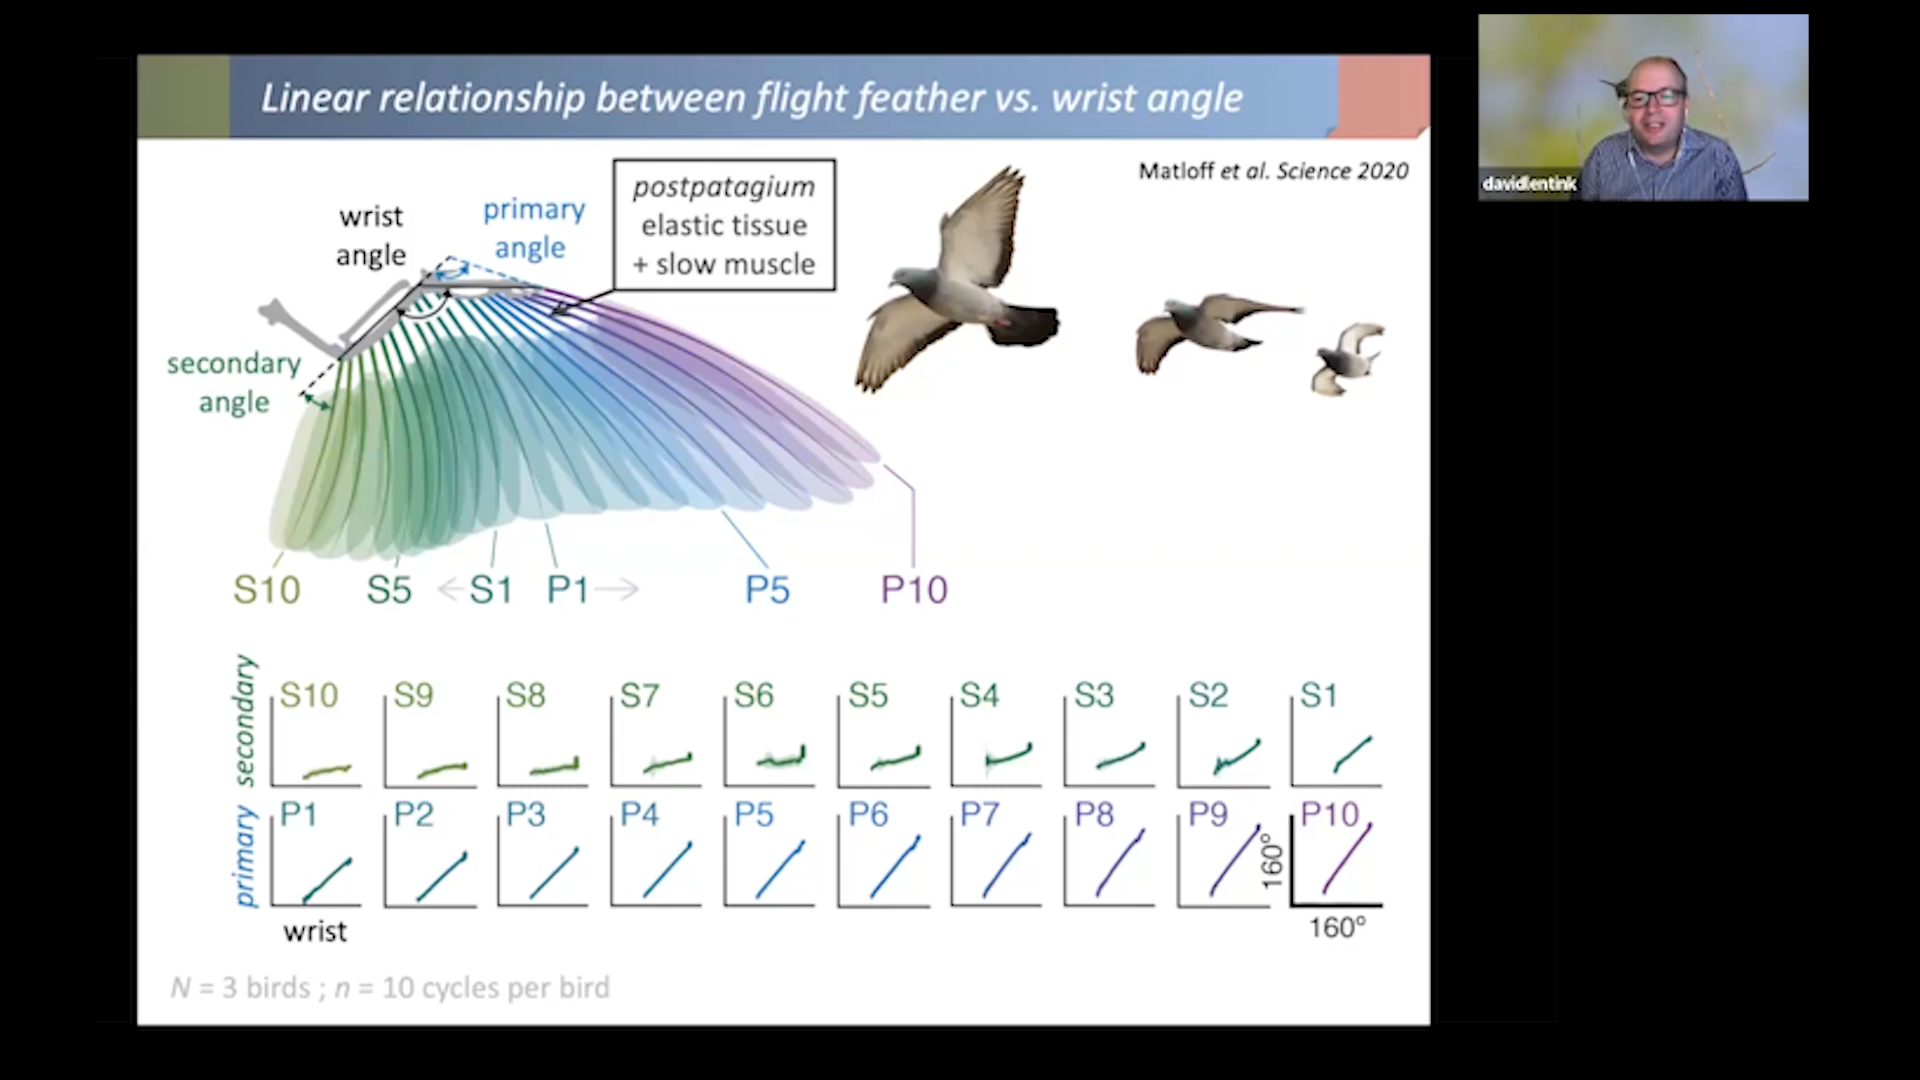 Linear relationship between flight feather vs. wrist angle
Matloff et al. Science 2020
davidlentink
postpatagium
elastic tissue
+ slow muscle
wrist
angle
primary
angle
secondary
angle
S10 S5 <- S1 P1 -> P5 P10
secondary
S10 S9 S8 S7 S6 S5 S4 S3 S2 S1
primary
P1 P2 P3 P4 P5 P6 P7 P8 P9 P10
160°
160°
wrist
N = 3 birds ; n = 10 cycles per bird